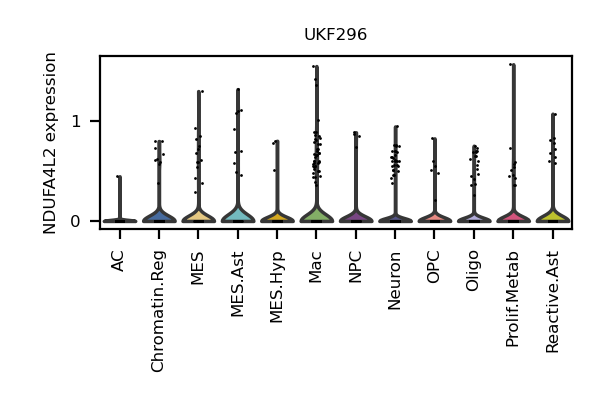 UKF296
NDUFA4L2 expression
1
0
AC
Chromatin.Reg
MES
MES.Ast
MES.Hyp
Mac
NPC
Neuron
OPC
Oligo
Prolif.Metab
Reactive.Ast